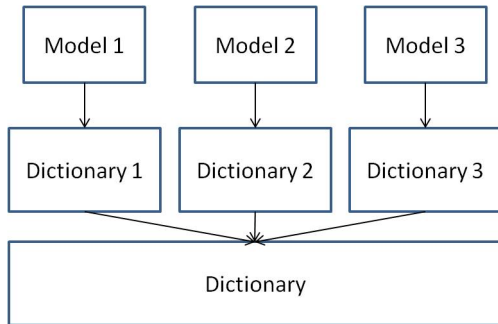 Model 1
Model 2
Model 3
Dictionary 1
Dictionary 2
Dictionary 3
Dictionary